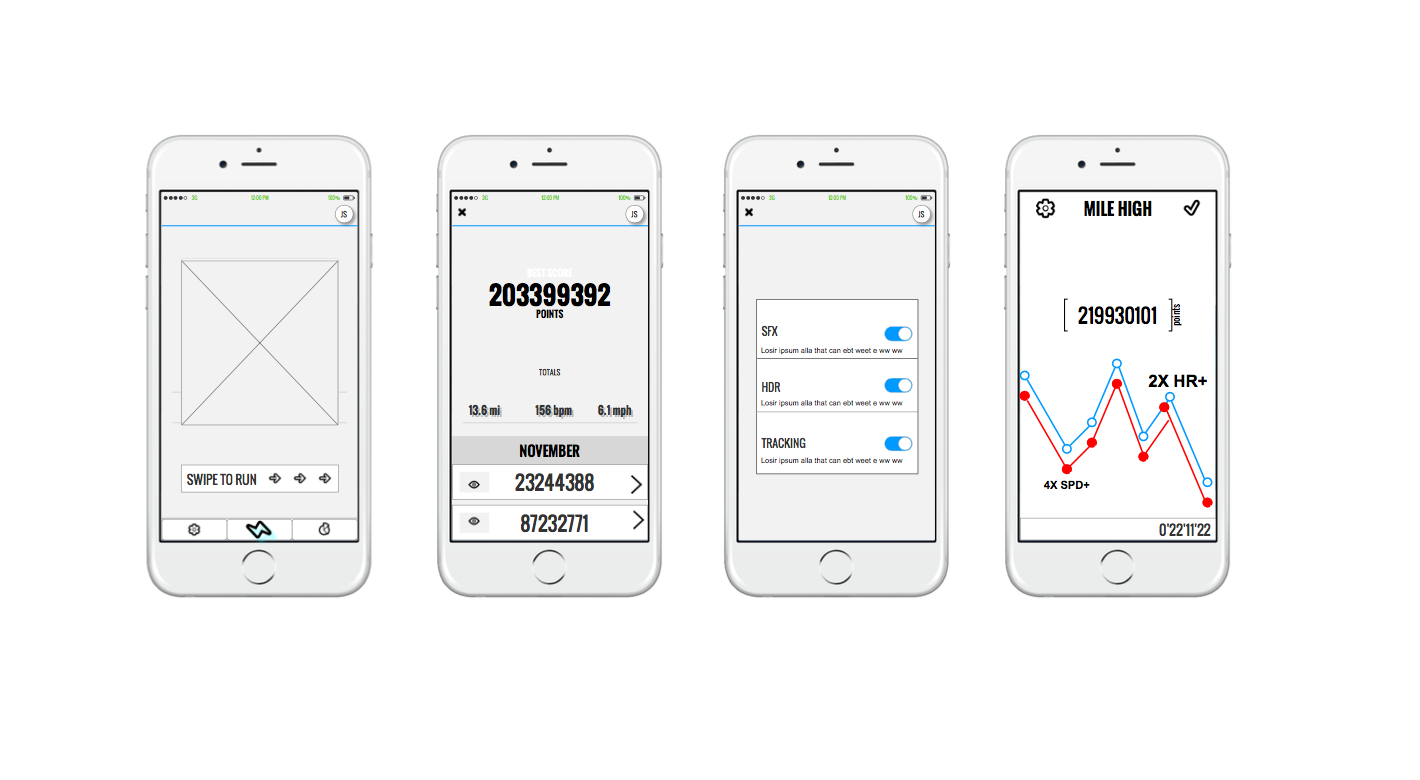 3G 12:00 PM 100%
JS
SWIPE TO RUN
3G 12:00 PM 100%
JS
BEST SCORE
203399392
POINTS
TOTALS
13.6 mi 156 bpm 6.1 mph
NOVEMBER
23244388
87232771
3G 12:00 PM 100%
JS
SFX
Losir ipsum alla that can ebt weet e ww ww
HDR
Losir ipsum alla that can ebt weet e ww ww
TRACKING
Losir ipsum alla that can ebt weet e ww ww
MILE HIGH
219930101 points
2X HR+
4X SPD+
0'22'11'22